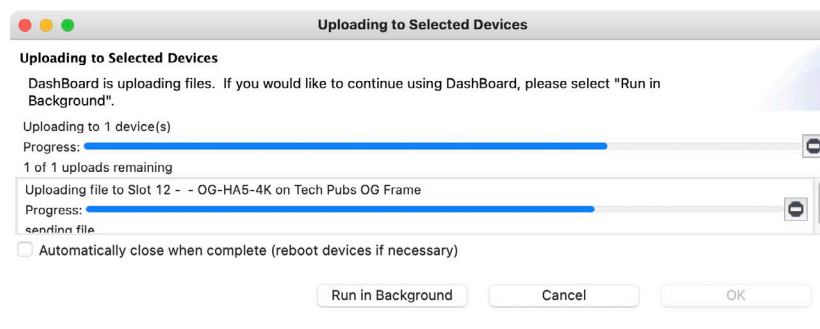 Uploading to Selected Devices
Uploading to Selected Devices
DashBoard is uploading files. If you would like to continue using DashBoard, please select "Run in
Background".
Uploading to 1 device(s)
Progress:
1 of 1 uploads remaining
Uploading file to Slot 12 - - OG-HA5-4K on Tech Pubs OG Frame
Progress:
sending file
Automatically close when complete (reboot devices if necessary)
Run in Background Cancel OK